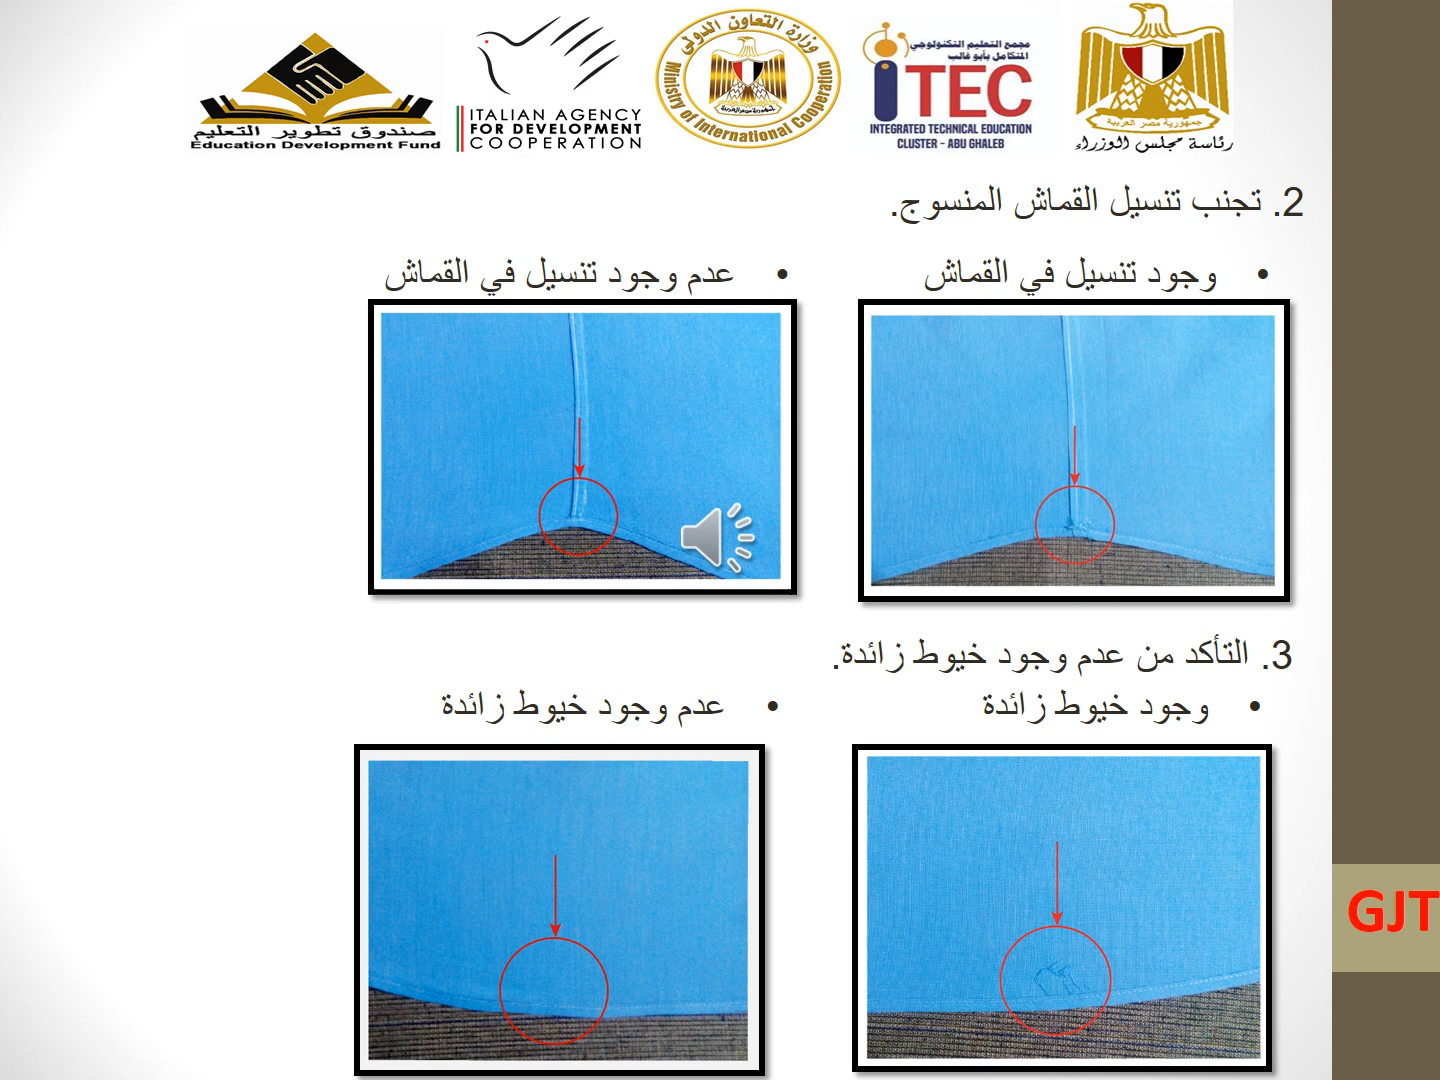 صندوق تطوير التعليم
Education Development Fund
ITALIAN AGENCY
FOR DEVELOPMENT
COOPERATION
وزارة التعاون الدولى
Ministry of International Cooperation
مجمع التعليم التكنولوجي
المتكامل بأبو غالب
iTEC
INTEGRATED TECHNICAL EDUCATION
CLUSTER - ABU GHALEB
جمهورية مصر العربية
رئاسة مجلس الوزراء
2. تجنب تنسيل القماش المنسوج.
• وجود تنسيل في القماش
• عدم وجود تنسيل في القماش
3. التأكد من عدم وجود خيوط زائدة.
• وجود خيوط زائدة
• عدم وجود خيوط زائدة
GJT